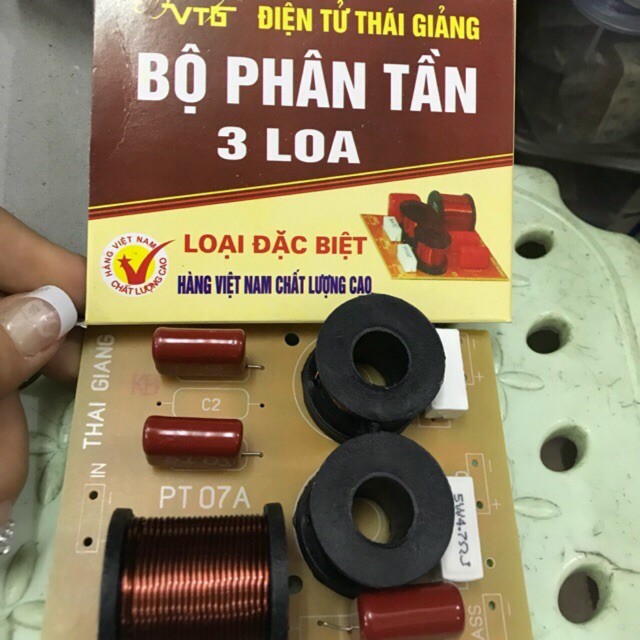 VTG ĐIỆN TỬ THÁI GIẢNG
BỘ PHÂN TẦN
3 LOA
HÀNG VIỆT NAM
CHẤT LƯỢNG CAO
LOẠI ĐẶC BIỆT
HÀNG VIỆT NAM CHẤT LƯỢNG CAO
IN THAI GIANG
C2
PT 07A
5W4.7ΩJ
ASS